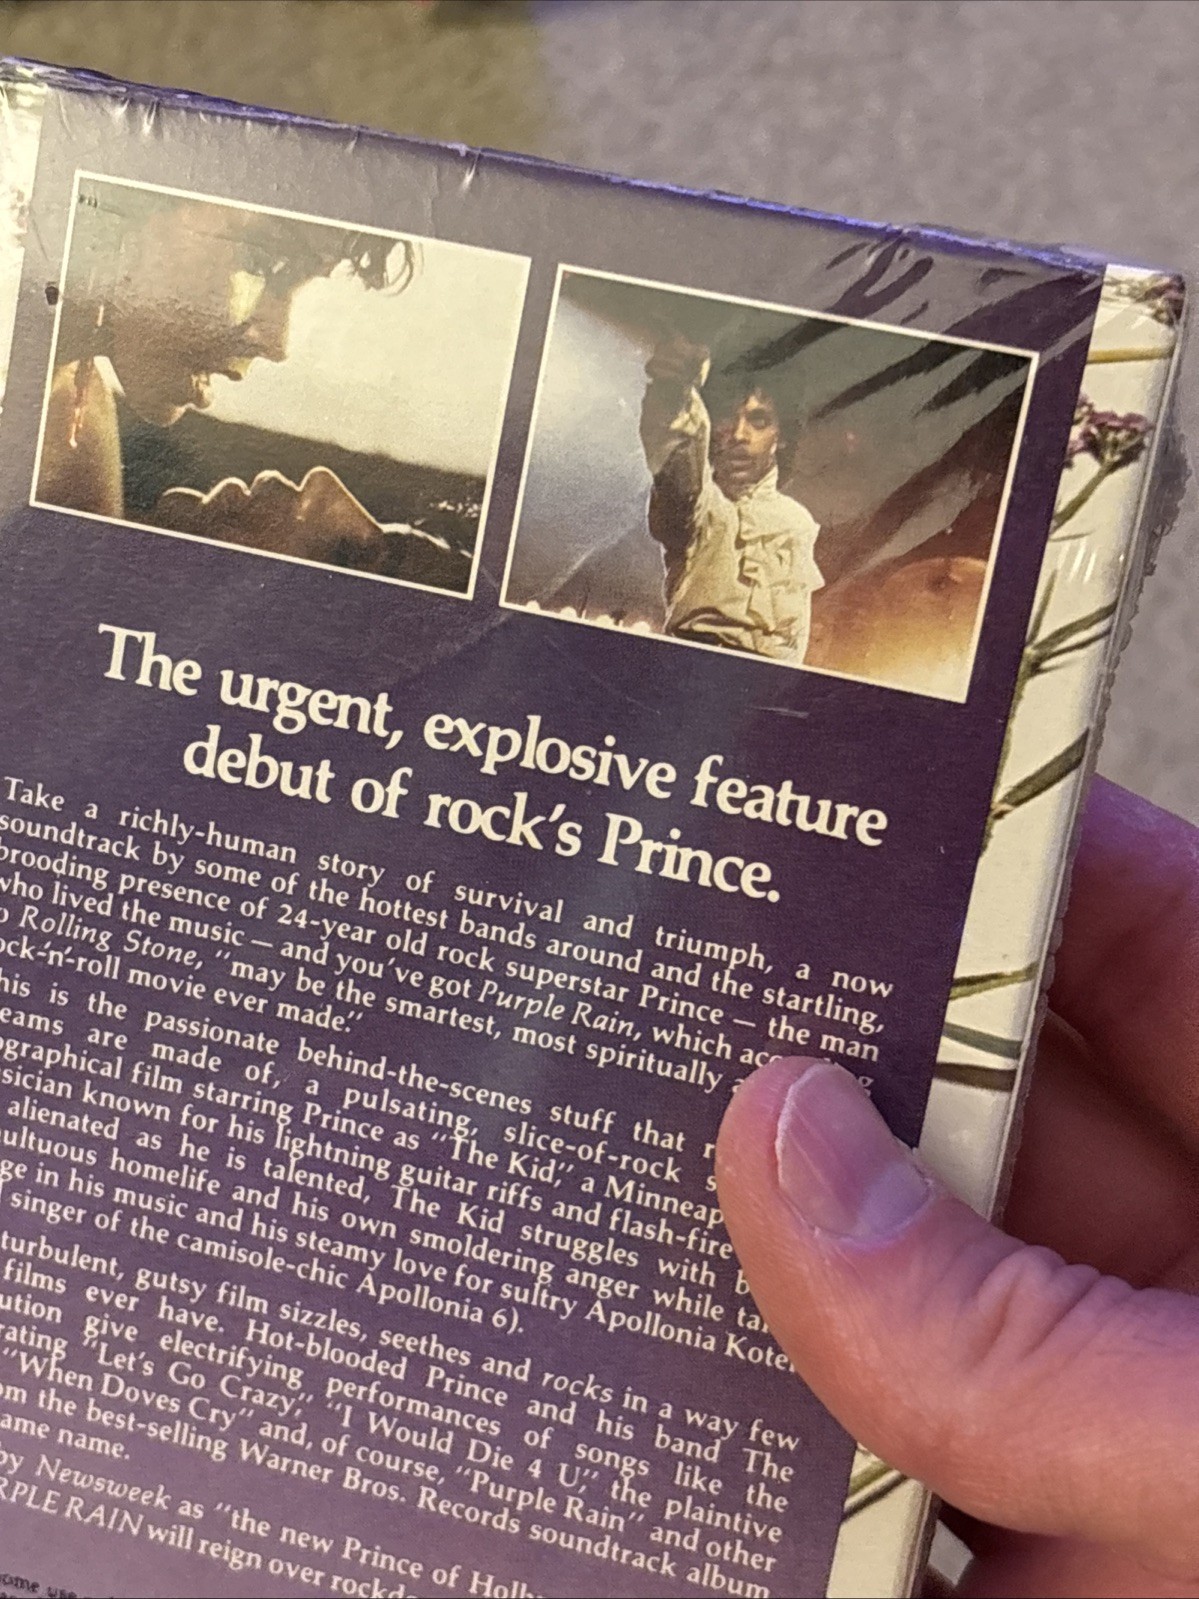 The urgent, explosive feature
debut of rock's Prince.
Take a richly-human story of survival and triumph, a now
soundtrack by some of the hottest bands around and the startling,
brooding presence of 24-year old rock superstar Prince — the man
who lived the music — and you've got Purple Rain, which
Rolling Stone, "may be the smartest, most spiritually
rock-'n'-roll movie ever made."
This is the passionate behind-the-scenes stuff that
are made of, a pulsating, slice-of-rock
film starring Prince as "The Kid," a
known for his lightning guitar riffs and flash-fire
alienated as he is talented, The Kid struggles with
homelife and his own smoldering anger while
in his music and his steamy love for sultry Apollonia
singer of the camisole-chic Apollonia 6).
turbulent, gutsy film sizzles, seethes and rocks in a way few
films ever have. Hot-blooded Prince and his band The
give electrifying performances of songs like the
"Let's Go Crazy," "I Would Die 4 U," the plaintive
"When Doves Cry" and, of course, "Purple Rain" and other
the best-selling Warner Bros. Records soundtrack album
name.
by Newsweek as "the new Prince of
RAIN will reign over